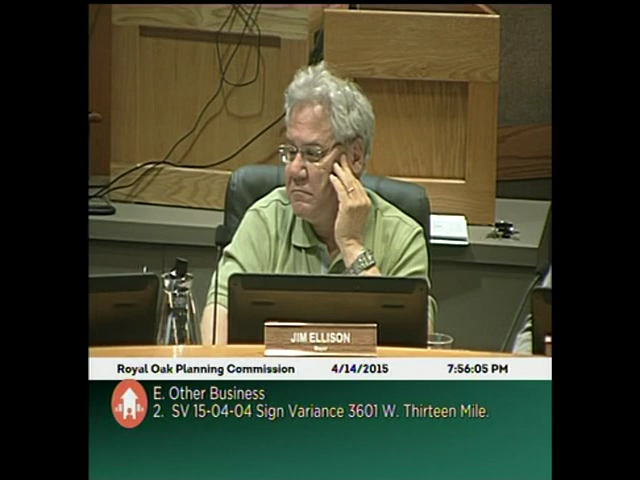 JIM ELLISON
Mayor
Royal Oak Planning Commission 4/14/2015 7:56:05 PM
E. Other Business
2. SV 15-04-04 Sign Variance 3601 W. Thirteen Mile.